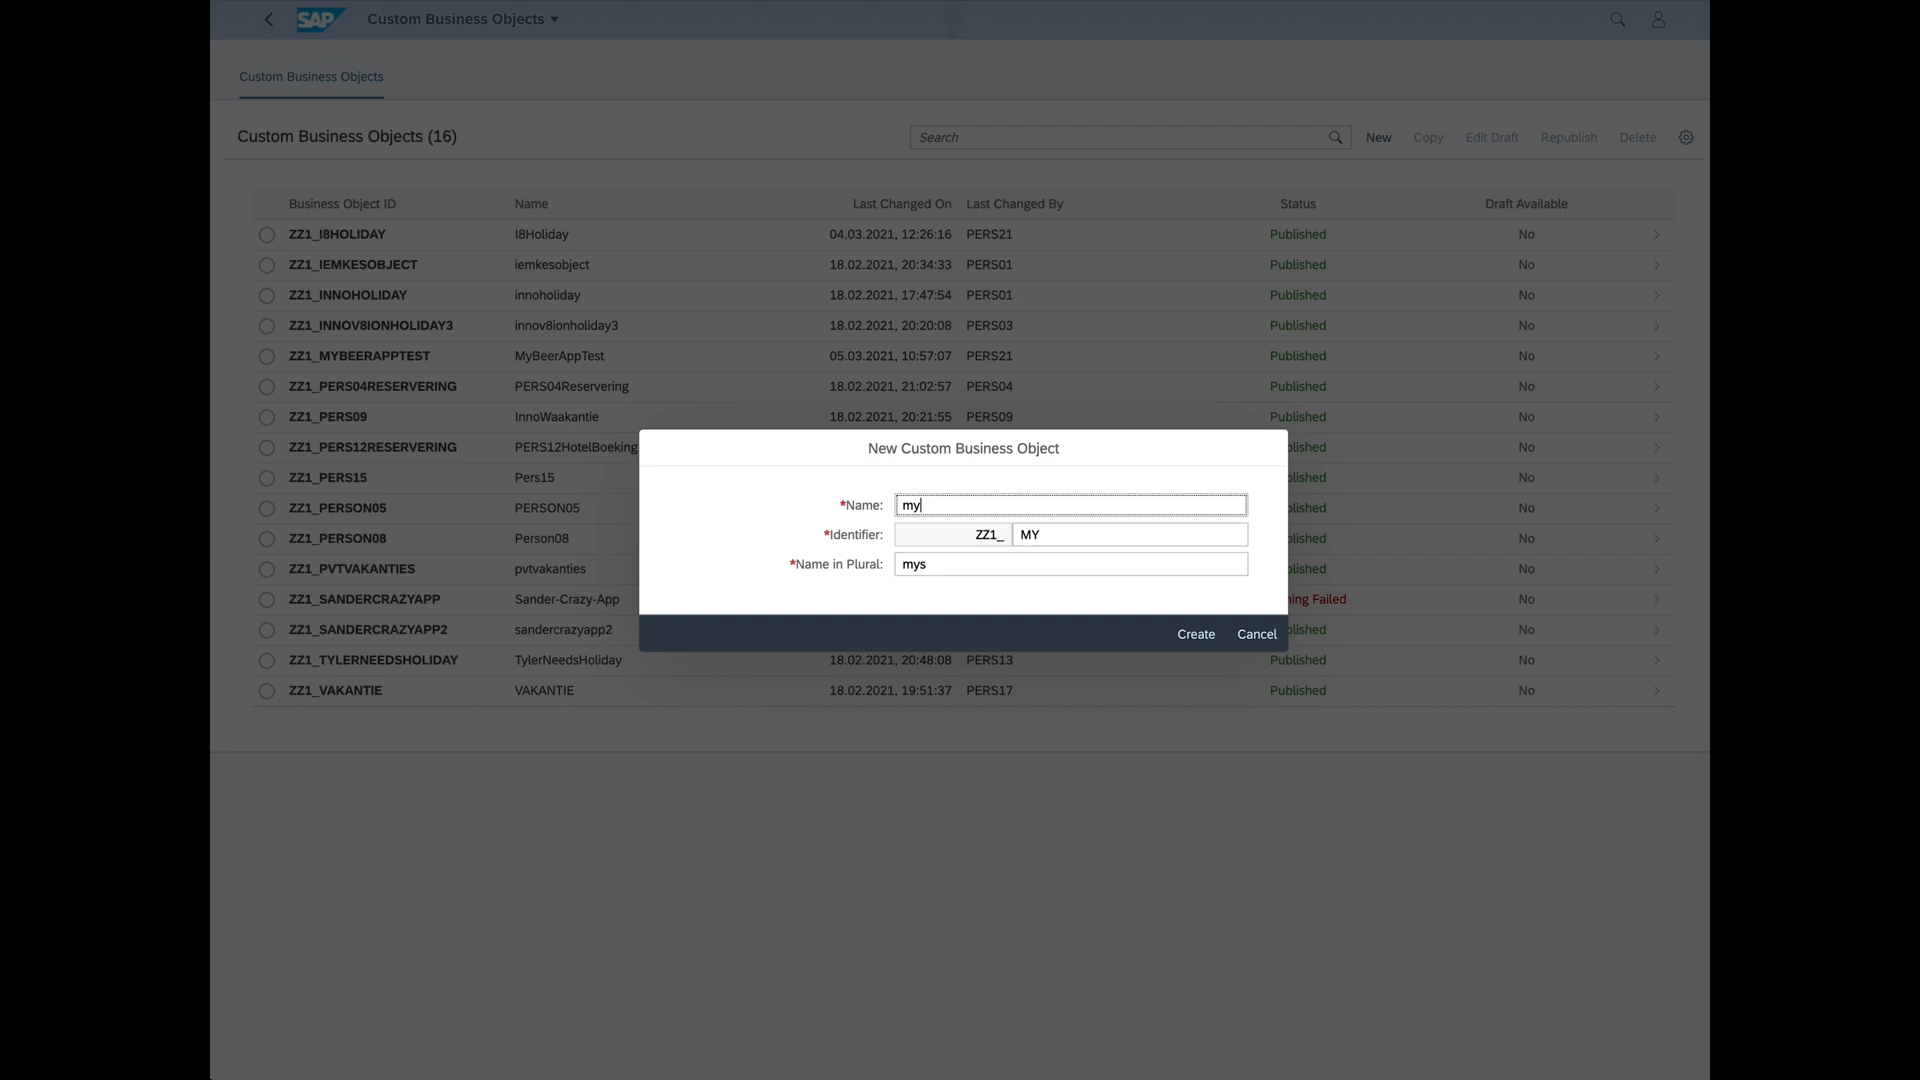 SAP Custom Business Objects
Custom Business Objects
Custom Business Objects (16)
Search
New Copy Edit Draft Republish Delete
Business Object ID Name Last Changed On Last Changed By Status Draft Available
ZZ1_I8HOLIDAY I8Holiday 04.03.2021, 12:26:16 PERS21 Published No
ZZ1_IEMKESOBJECT iemkesobject 18.02.2021, 20:34:33 PERS01 Published No
ZZ1_INNOHOLIDAY innoholiday 18.02.2021, 17:47:54 PERS01 Published No
ZZ1_INNOV8IONHOLIDAY3 innov8ionholiday3 18.02.2021, 20:20:08 PERS03 Published No
ZZ1_MYBEERAPPTEST MyBeerAppTest 05.03.2021, 10:57:07 PERS21 Published No
ZZ1_PERS04RESERVERING PERS04Reservering 18.02.2021, 21:02:57 PERS04 Published No
ZZ1_PERS09 InnoWaakantie 18.02.2021, 20:21:55 PERS09 Published No
ZZ1_PERS12RESERVERING PERS12HotelBoeking blished No
ZZ1_PERS15 Pers15 blished No
ZZ1_PERSON05 PERSON05 blished No
ZZ1_PERSON08 Person08 blished No
ZZ1_PVTVAKANTIES pvtvakanties blished No
ZZ1_SANDERCRAZYAPP Sander-Crazy-App ning Failed No
ZZ1_SANDERCRAZYAPP2 sandercrazyapp2 blished No
ZZ1_TYLERNEEDSHOLIDAY TylerNeedsHoliday 18.02.2021, 20:48:08 PERS13 Published No
ZZ1_VAKANTIE VAKANTIE 18.02.2021, 19:51:37 PERS17 Published No
New Custom Business Object
*Name: my
*Identifier: ZZ1_ MY
*Name in Plural: mys
Create Cancel